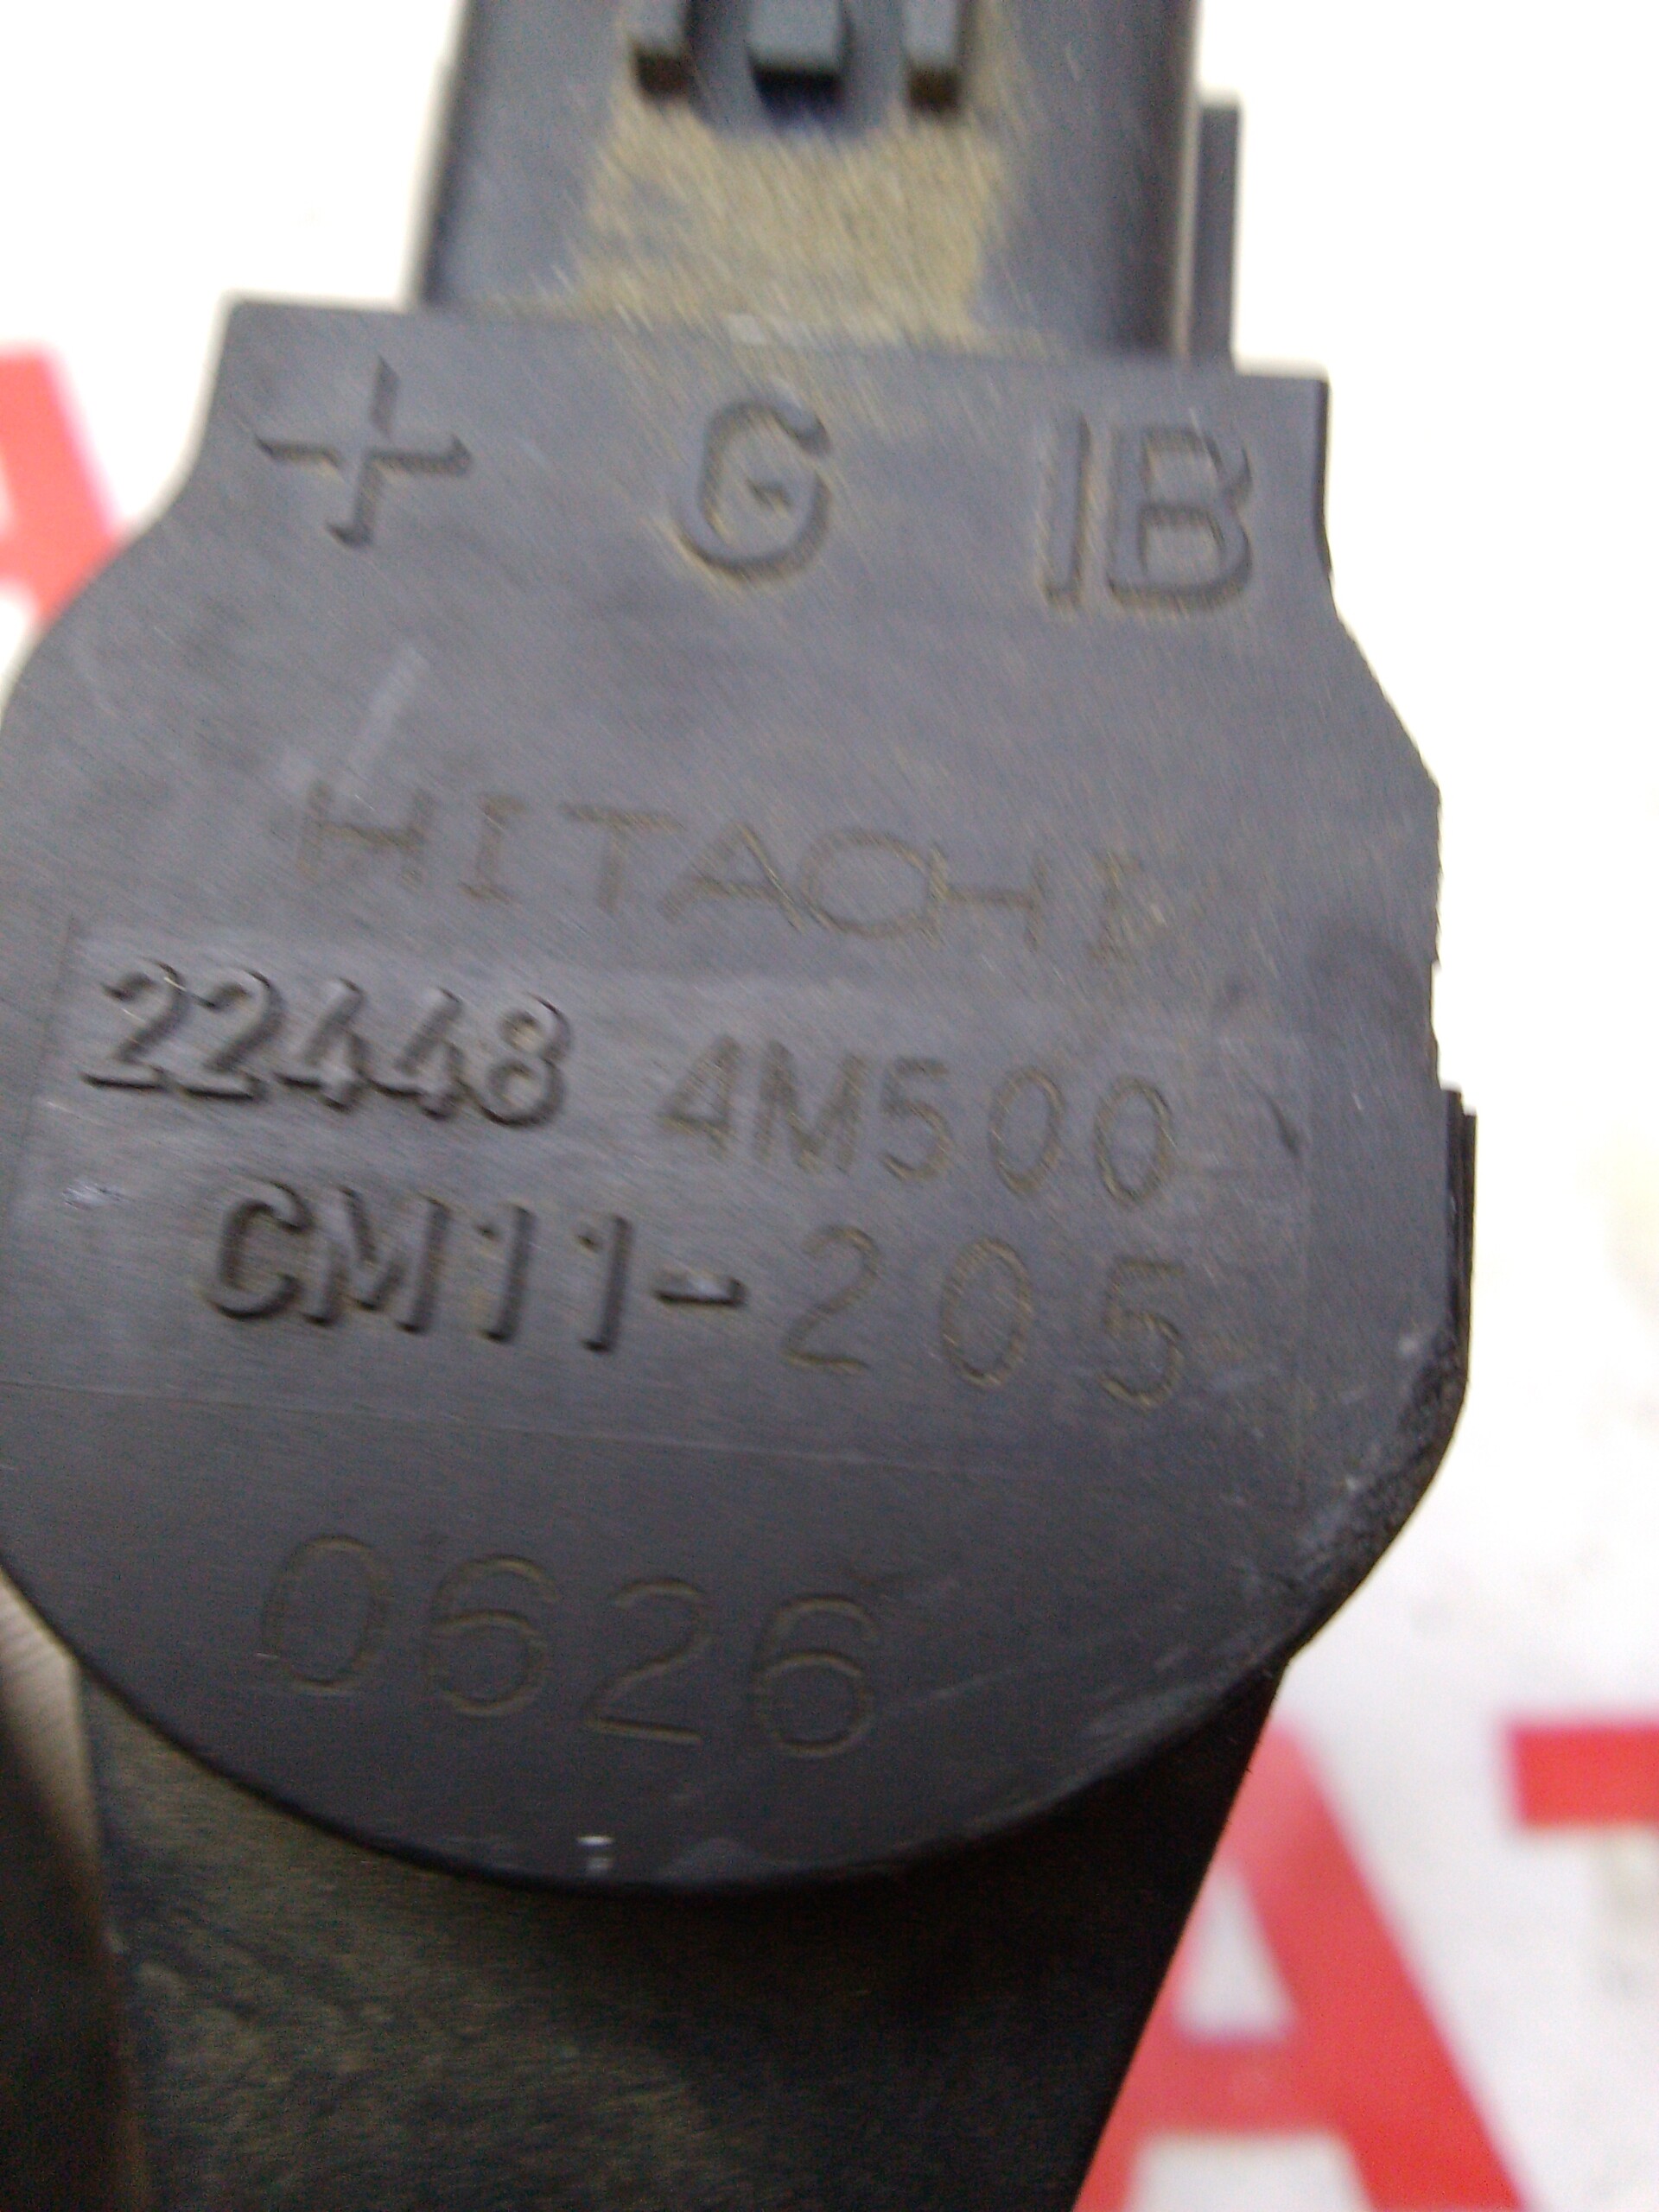 + G IB
HITACHI
22448 4M500
CM11-205
0626